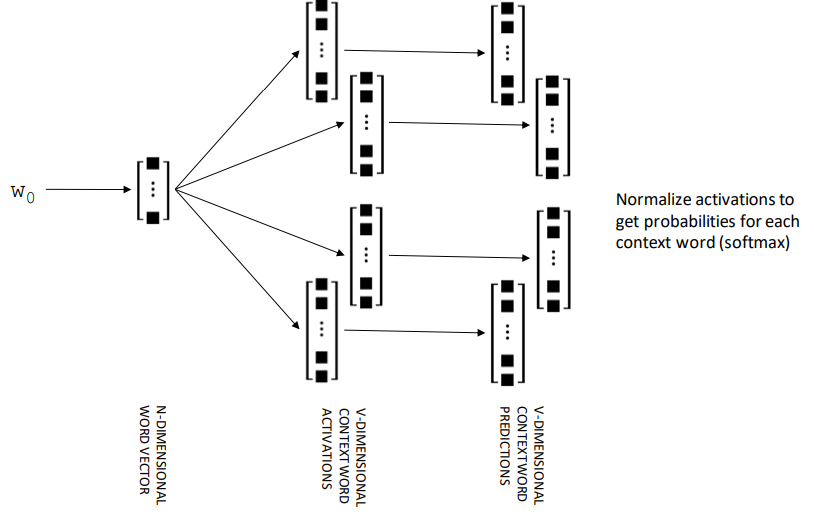 w0
Normalize activations to
get probabilities for each
context word (softmax)
N-DIMENSIONAL
WORD VECTOR
V-DIMENSIONAL
CONTEXT WORD
ACTIVATIONS
V-DIMENSIONAL
CONTEXT WORD
PREDICTIONS